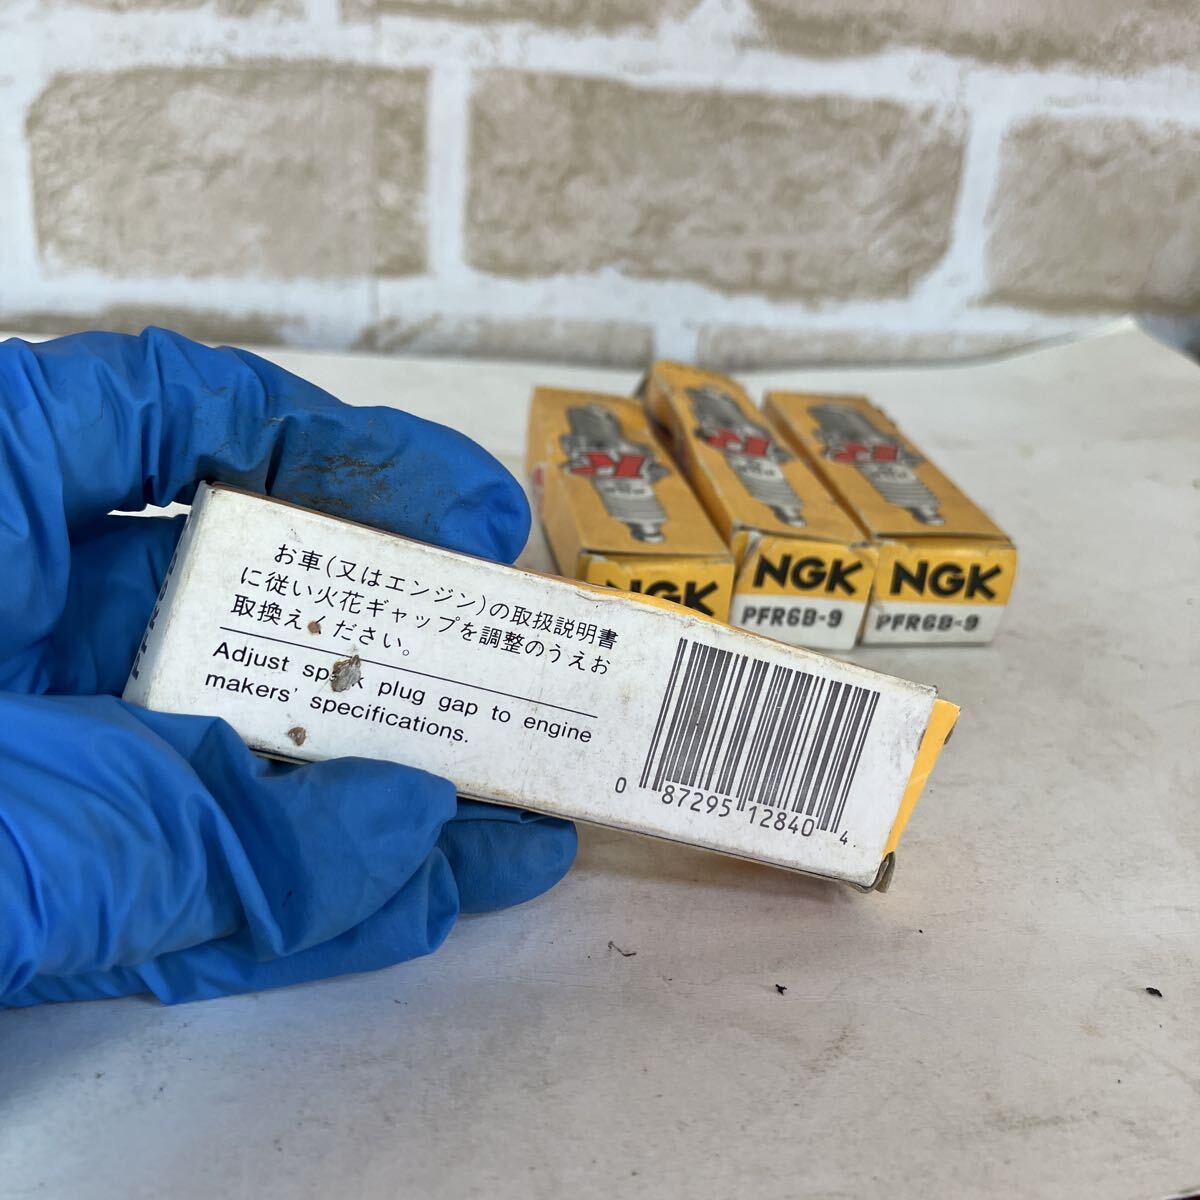 お車(又はエンジン)の取扱説明書
に従い火花ギャップを調整のうえお
取換えください。
Adjust spark plug gap to engine
makers' specifications.
0 87295 12840 4
NGK
NGK
PFR6B-9
NGK
PFR6B-9